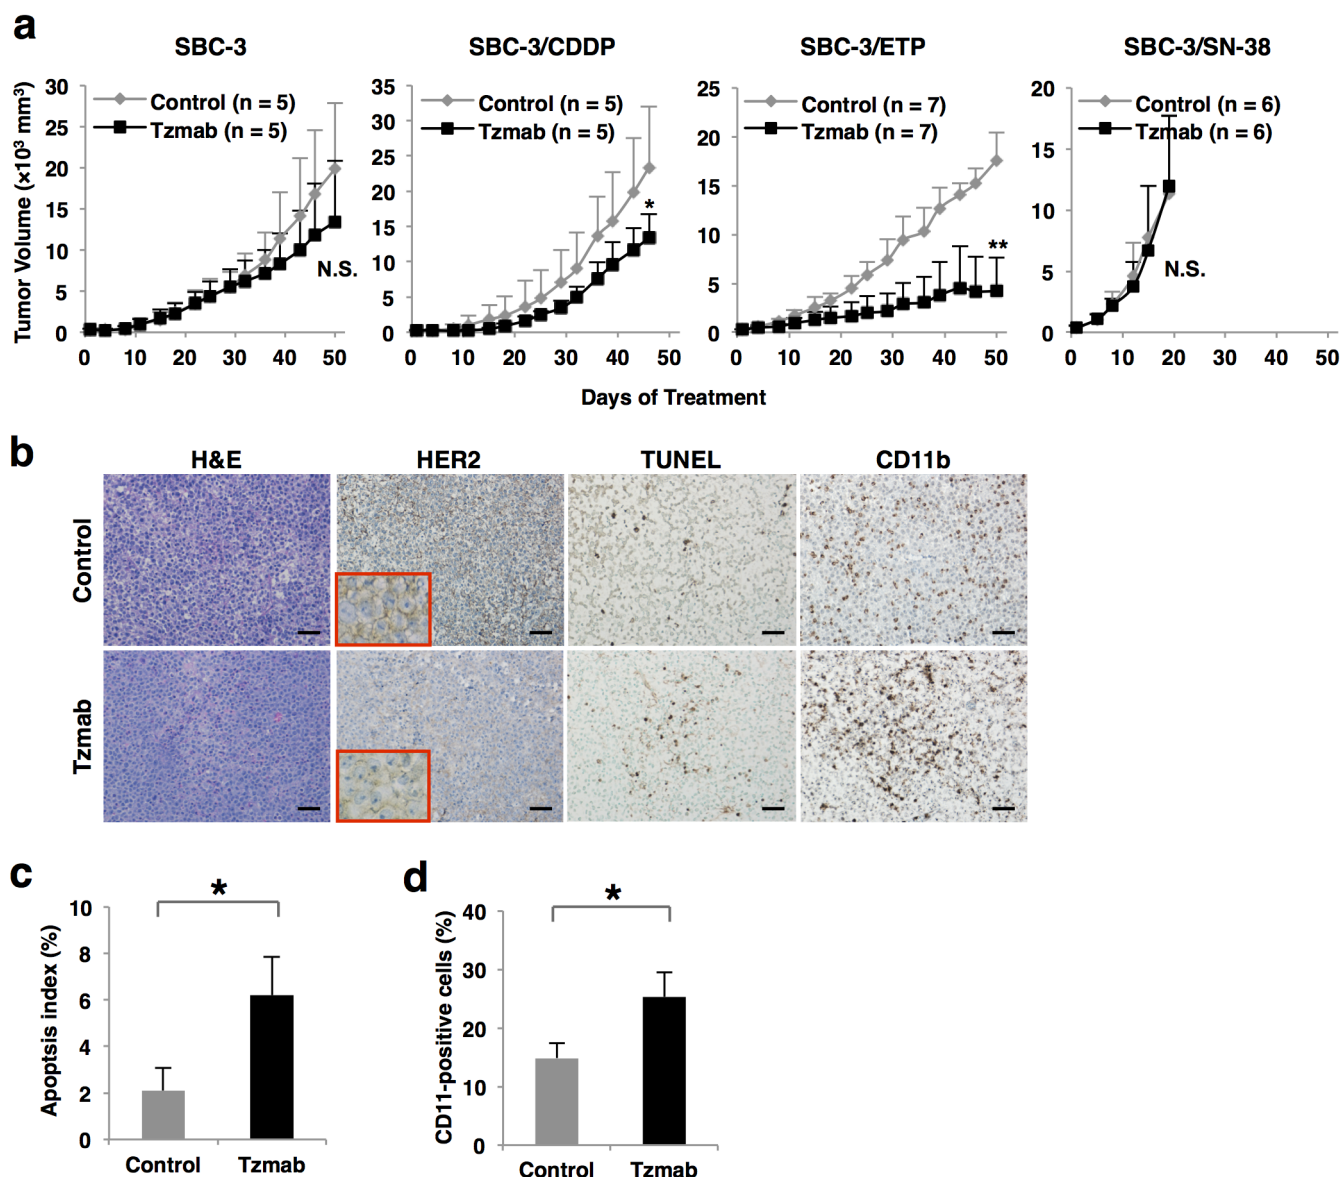 a
SBC-3
SBC-3/CDDP
SBC-3/ETP
SBC-3/SN-38
Tumor Volume (×10³ mm³)
30
25
20
15
10
5
0
Control (n = 5)
Tzmab (n = 5)
N.S.
0 10 20 30 40 50
35
30
25
20
15
10
5
0
Control (n = 5)
Tzmab (n = 5)
*
0 10 20 30 40 50
25
20
15
10
5
0
Control (n = 7)
Tzmab (n = 7)
**
0 10 20 30 40 50
20
15
10
5
0
Control (n = 6)
Tzmab (n = 6)
N.S.
0 10 20 30 40 50
Days of Treatment
b
H&E
HER2
TUNEL
CD11b
Control
Tzmab
c
Apoptsis index (%)
10
8
6
4
2
0
*
Control
Tzmab
d
CD11-positive cells (%)
40
30
20
10
0
*
Control
Tzmab